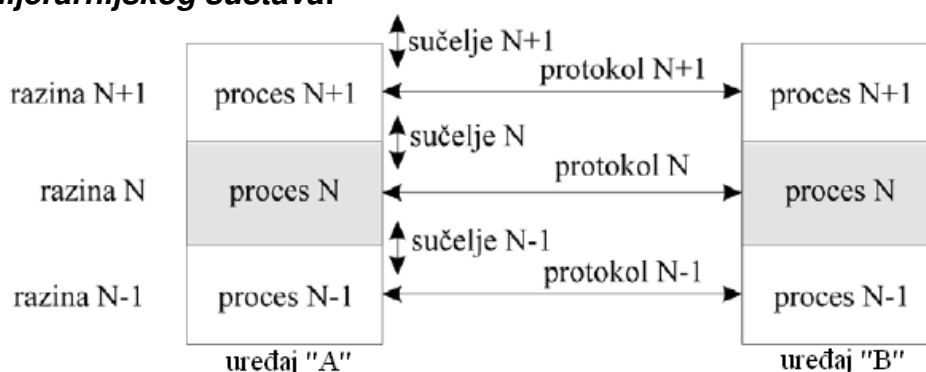 sustava.
sučelje N+1
protokol N+1
razina N+1 proces N+1 proces N+1
sučelje N
protokol N
razina N proces N proces N
sučelje N-1
protokol N-1
razina N-1 proces N-1 proces N-1
uređaj "A" uređaj "B"